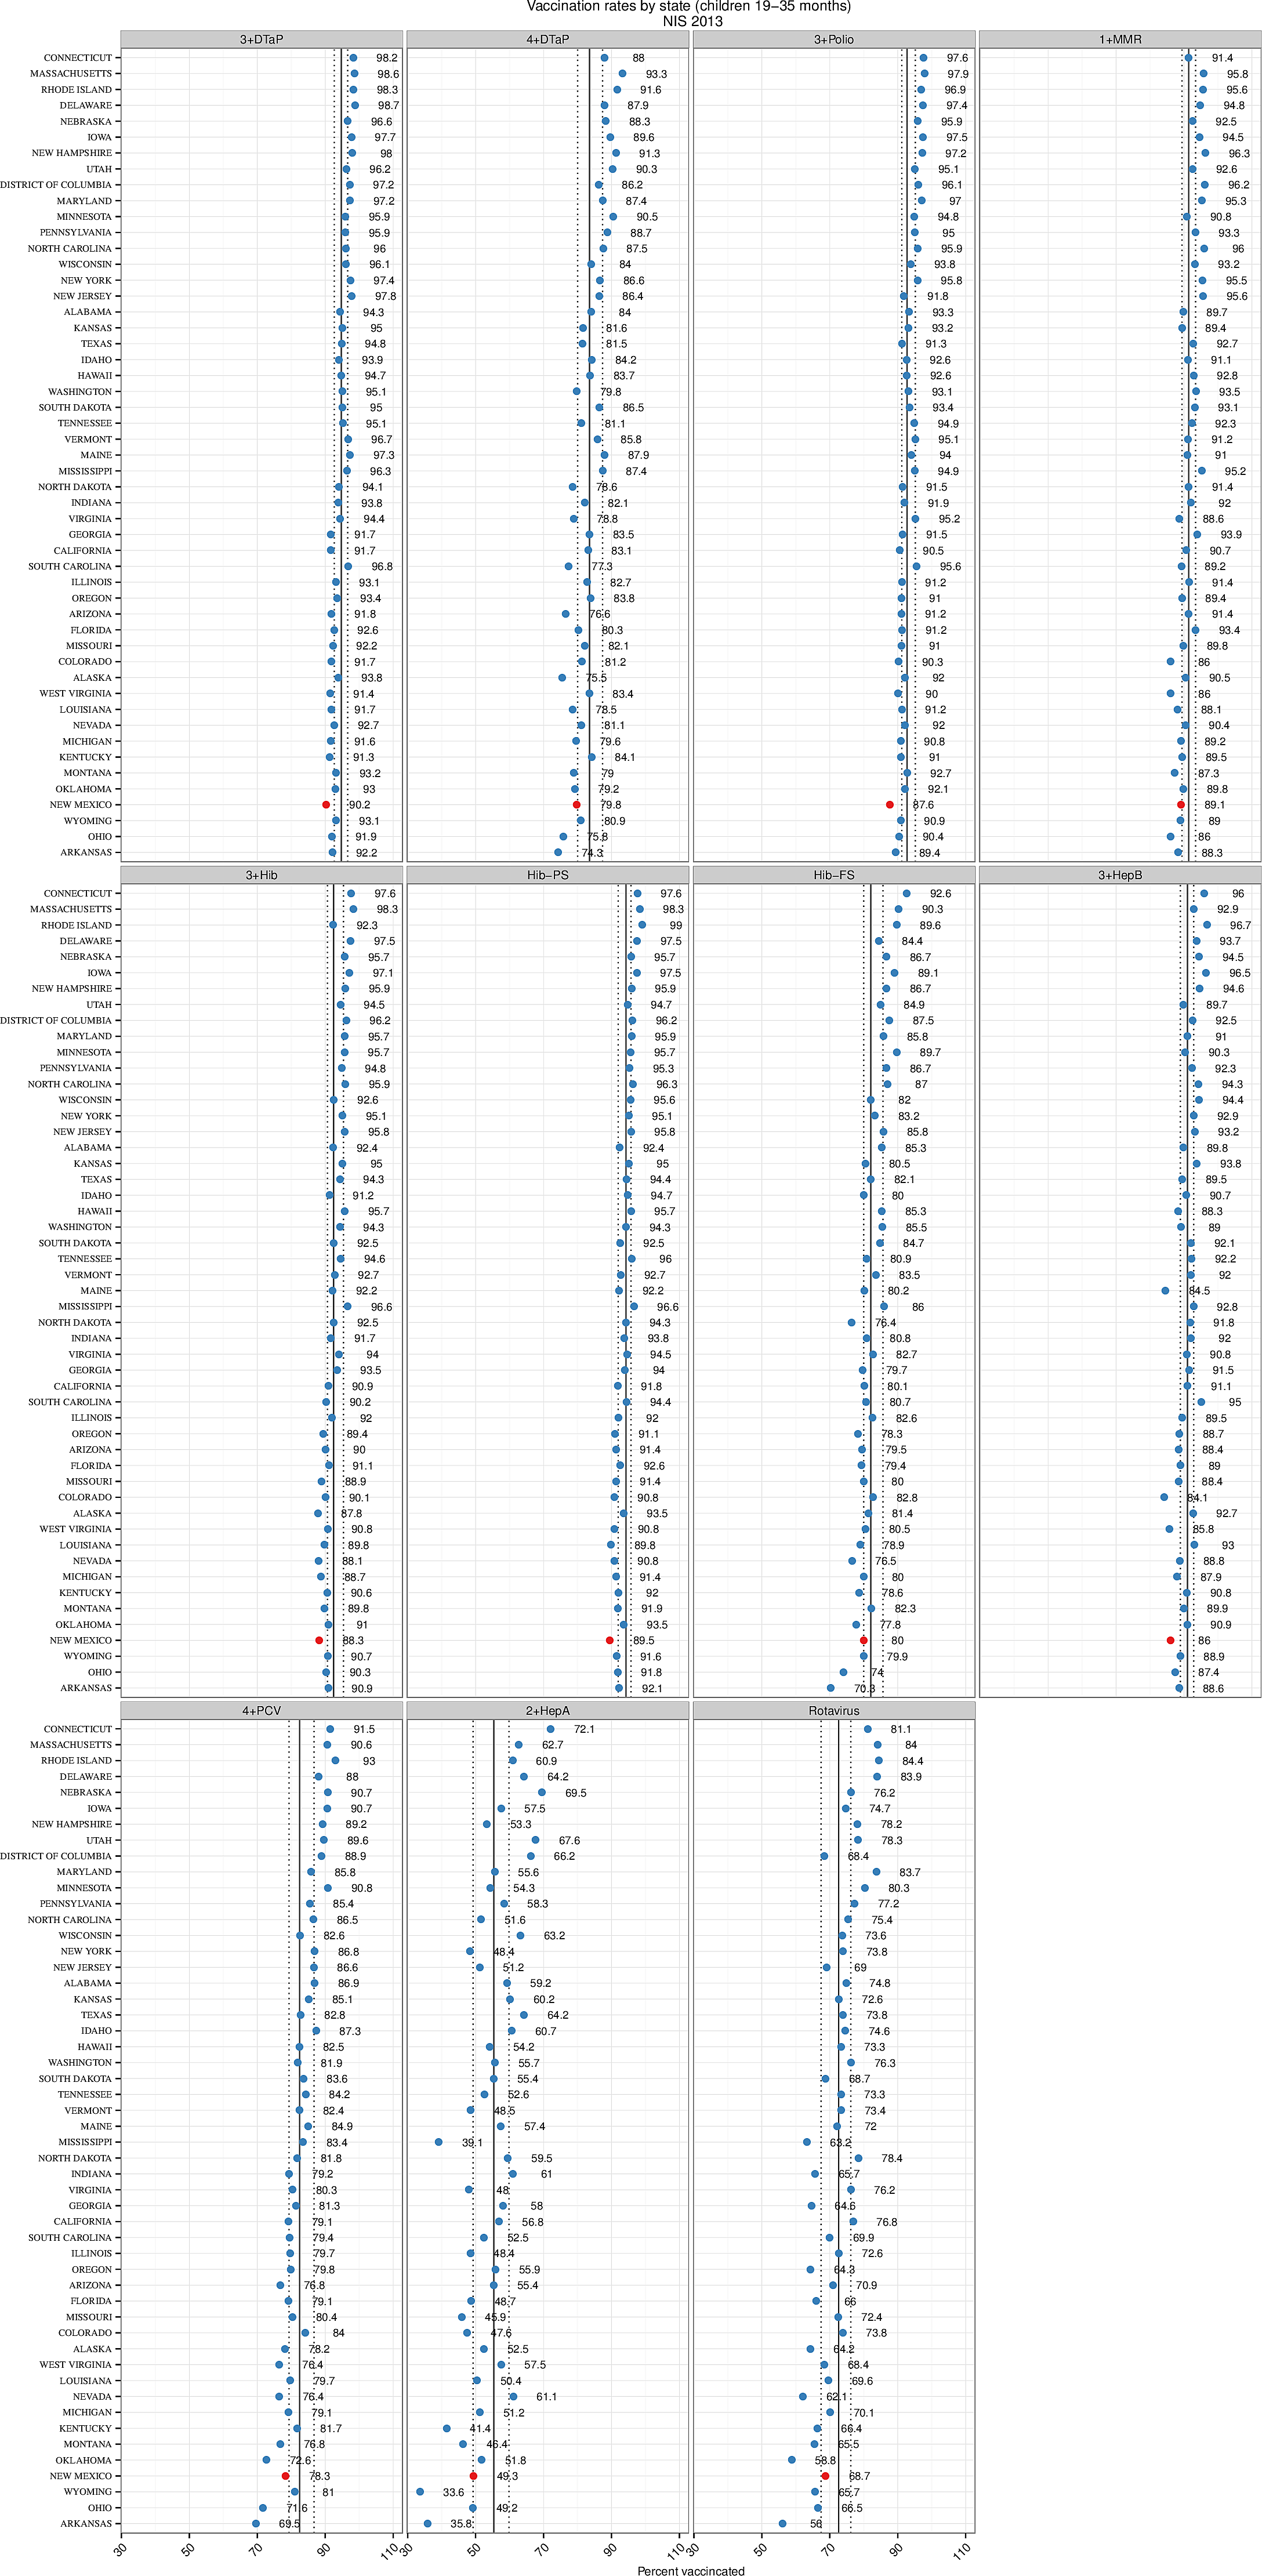 Vaccination rates by state (children 19−35 months)
NIS 2013
3+DTaP 4+DTaP 3+Polio 1+MMR
CONNECTICUT 98.2 88 97.6 91.4
MASSACHUSETTS 98.6 93.3 97.9 95.8
RHODE ISLAND 98.3 91.6 96.9 95.6
DELAWARE 98.7 87.9 97.4 94.8
NEBRASKA 96.6 88.3 95.9 92.5
IOWA 97.7 89.6 97.5 94.5
NEW HAMPSHIRE 98 91.3 97.2 96.3
UTAH 96.2 90.3 95.1 92.6
DISTRICT OF COLUMBIA 97.2 86.2 96.1 96.2
MARYLAND 97.2 87.4 97 95.3
MINNESOTA 95.9 90.5 94.8 90.8
PENNSYLVANIA 95.9 88.7 95 93.3
NORTH CAROLINA 96 87.5 95.9 96
WISCONSIN 96.1 84 93.8 93.2
NEW YORK 97.4 86.6 95.8 95.5
NEW JERSEY 97.8 86.4 91.8 95.6
ALABAMA 94.3 84 93.3 89.7
KANSAS 95 81.6 93.2 89.4
TEXAS 94.8 81.5 91.3 92.7
IDAHO 93.9 84.2 92.6 91.1
HAWAII 94.7 83.7 92.6 92.8
WASHINGTON 95.1 79.8 93.1 93.5
SOUTH DAKOTA 95 86.5 93.4 93.1
TENNESSEE 95.1 81.1 94.9 92.3
VERMONT 96.7 85.8 95.1 91.2
MAINE 97.3 87.9 94 91
MISSISSIPPI 96.3 87.4 94.9 95.2
NORTH DAKOTA 94.1 78.6 91.5 91.4
INDIANA 93.8 82.1 91.9 92
VIRGINIA 94.4 78.8 95.2 88.6
GEORGIA 91.7 83.5 91.5 93.9
CALIFORNIA 91.7 83.1 90.5 90.7
SOUTH CAROLINA 96.8 77.3 95.6 89.2
ILLINOIS 93.1 82.7 91.2 91.4
OREGON 93.4 83.8 91 89.4
ARIZONA 91.8 76.6 91.2 91.4
FLORIDA 92.6 80.3 91.2 93.4
MISSOURI 92.2 82.1 91 89.8
COLORADO 91.7 81.2 90.3 86
ALASKA 93.8 75.5 92 90.5
WEST VIRGINIA 91.4 83.4 90 86
LOUISIANA 91.7 78.5 91.2 88.1
NEVADA 92.7 81.1 92 90.4
MICHIGAN 91.6 79.6 90.8 89.2
KENTUCKY 91.3 84.1 91 89.5
MONTANA 93.2 79 92.7 87.3
OKLAHOMA 93 79.2 92.1 89.8
NEW MEXICO 90.2 79.8 87.6 89.1
WYOMING 93.1 80.9 90.9 89
OHIO 91.9 75.8 90.4 86
ARKANSAS 92.2 74.3 89.4 88.3
3+Hib Hib−PS Hib−FS 3+HepB
CONNECTICUT 97.6 97.6 92.6 96
MASSACHUSETTS 98.3 98.3 90.3 92.9
RHODE ISLAND 92.3 99 89.6 96.7
DELAWARE 97.5 97.5 84.4 93.7
NEBRASKA 95.7 95.7 86.7 94.5
IOWA 97.1 97.5 89.1 96.5
NEW HAMPSHIRE 95.9 95.9 86.7 94.6
UTAH 94.5 94.7 84.9 89.7
DISTRICT OF COLUMBIA 96.2 96.2 87.5 92.5
MARYLAND 95.7 95.9 85.8 91
MINNESOTA 95.7 95.7 89.7 90.3
PENNSYLVANIA 94.8 95.3 86.7 92.3
NORTH CAROLINA 95.9 96.3 87 94.3
WISCONSIN 92.6 95.6 82 94.4
NEW YORK 95.1 95.1 83.2 92.9
NEW JERSEY 95.8 95.8 85.8 93.2
ALABAMA 92.4 92.4 85.3 89.8
KANSAS 95 95 80.5 93.8
TEXAS 94.3 94.4 82.1 89.5
IDAHO 91.2 94.7 80 90.7
HAWAII 95.7 95.7 85.3 88.3
WASHINGTON 94.3 94.3 85.5 89
SOUTH DAKOTA 92.5 92.5 84.7 92.1
TENNESSEE 94.6 96 80.9 92.2
VERMONT 92.7 92.7 83.5 92
MAINE 92.2 92.2 80.2 84.5
MISSISSIPPI 96.6 96.6 86 92.8
NORTH DAKOTA 92.5 94.3 76.4 91.8
INDIANA 91.7 93.8 80.8 92
VIRGINIA 94 94.5 82.7 90.8
GEORGIA 93.5 94 79.7 91.5
CALIFORNIA 90.9 91.8 80.1 91.1
SOUTH CAROLINA 90.2 94.4 80.7 95
ILLINOIS 92 92 82.6 89.5
OREGON 89.4 91.1 78.3 88.7
ARIZONA 90 91.4 79.5 88.4
FLORIDA 91.1 92.6 79.4 89
MISSOURI 88.9 91.4 80 88.4
COLORADO 90.1 90.8 82.8 84.1
ALASKA 87.8 93.5 81.4 92.7
WEST VIRGINIA 90.8 90.8 80.5 85.8
LOUISIANA 89.8 89.8 78.9 93
NEVADA 88.1 90.8 76.5 88.8
MICHIGAN 88.7 91.4 80 87.9
KENTUCKY 90.6 92 78.6 90.8
MONTANA 89.8 91.9 82.3 89.9
OKLAHOMA 91 93.5 77.8 90.9
NEW MEXICO 88.3 89.5 80 86
WYOMING 90.7 91.6 79.9 88.9
OHIO 90.3 91.8 74 87.4
ARKANSAS 90.9 92.1 70.3 88.6
4+PCV 2+HepA Rotavirus
CONNECTICUT 91.5 72.1 81.1
MASSACHUSETTS 90.6 62.7 84
RHODE ISLAND 93 60.9 84.4
DELAWARE 88 64.2 83.9
NEBRASKA 90.7 69.5 76.2
IOWA 90.7 57.5 74.7
NEW HAMPSHIRE 89.2 53.3 78.2
UTAH 89.6 67.6 78.3
DISTRICT OF COLUMBIA 88.9 66.2 68.4
MARYLAND 85.8 55.6 83.7
MINNESOTA 90.8 54.3 80.3
PENNSYLVANIA 85.4 58.3 77.2
NORTH CAROLINA 86.5 51.6 75.4
WISCONSIN 82.6 63.2 73.6
NEW YORK 86.8 48.4 73.8
NEW JERSEY 86.6 51.2 69
ALABAMA 86.9 59.2 74.8
KANSAS 85.1 60.2 72.6
TEXAS 82.8 64.2 73.8
IDAHO 87.3 60.7 74.6
HAWAII 82.5 54.2 73.3
WASHINGTON 81.9 55.7 76.3
SOUTH DAKOTA 83.6 55.4 68.7
TENNESSEE 84.2 52.6 73.3
VERMONT 82.4 48.5 73.4
MAINE 84.9 57.4 72
MISSISSIPPI 83.4 39.1 63.2
NORTH DAKOTA 81.8 59.5 78.4
INDIANA 79.2 61 65.7
VIRGINIA 80.3 48 76.2
GEORGIA 81.3 58 64.6
CALIFORNIA 79.1 56.8 76.8
SOUTH CAROLINA 79.4 52.5 69.9
ILLINOIS 79.7 48.4 72.6
OREGON 79.8 55.9 64.3
ARIZONA 76.8 55.4 70.9
FLORIDA 79.1 48.7 66
MISSOURI 80.4 45.9 72.4
COLORADO 84 47.6 73.8
ALASKA 78.2 52.5 64.2
WEST VIRGINIA 76.4 57.5 68.4
LOUISIANA 79.7 50.4 69.6
NEVADA 76.4 61.1 62.1
MICHIGAN 79.1 51.2 70.1
KENTUCKY 81.7 41.4 66.4
MONTANA 76.8 46.4 65.5
OKLAHOMA 72.6 51.8 58.8
NEW MEXICO 78.3 49.3 68.7
WYOMING 81 33.6 65.7
OHIO 71.6 49.2 66.5
ARKANSAS 69.5 35.8 56
30 50 70 90 110 50 70 90 110 30 50 70 90 110
Percent vaccincated